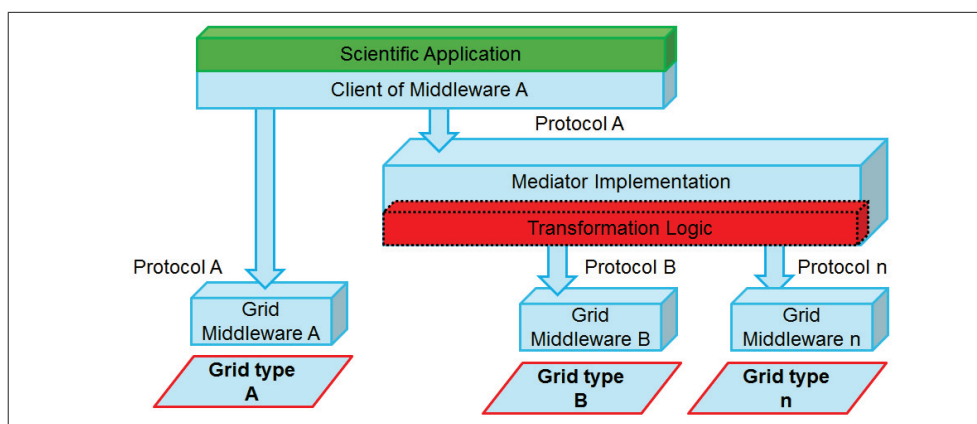 Scientific Application
Client of Middleware A
Protocol A
Mediator Implementation
Transformation Logic
Protocol A
Protocol B
Protocol n
Grid
Middleware A
Grid
Middleware B
Grid
Middleware n
Grid type
A
Grid type
B
Grid type
n